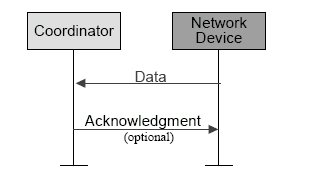 Coordinator
Network
Device
Data
Acknowledgment
(optional)